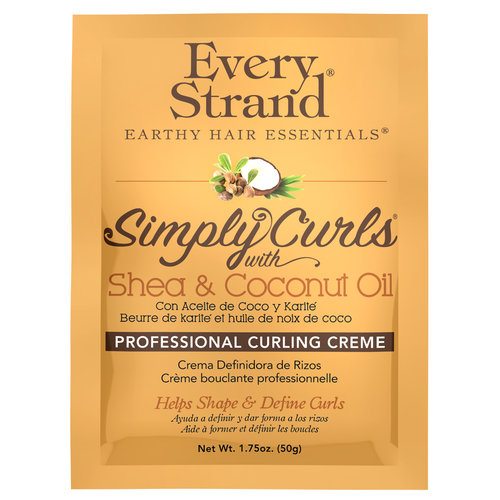 Every
Strand®
EARTHY HAIR ESSENTIALS®
Simply Curls®
with
Shea & Coconut Oil
Con Aceite de Coco y Karité
Beurre de karité et huile de noix de coco
PROFESSIONAL CURLING CREME
Crema Definidora de Rizos
Crème bouclante professionnelle
Helps Shape & Define Curls
Ayuda a definir y dar forma a los rizos
Aide à former et définir les boucles
Net Wt. 1.75oz. (50g)